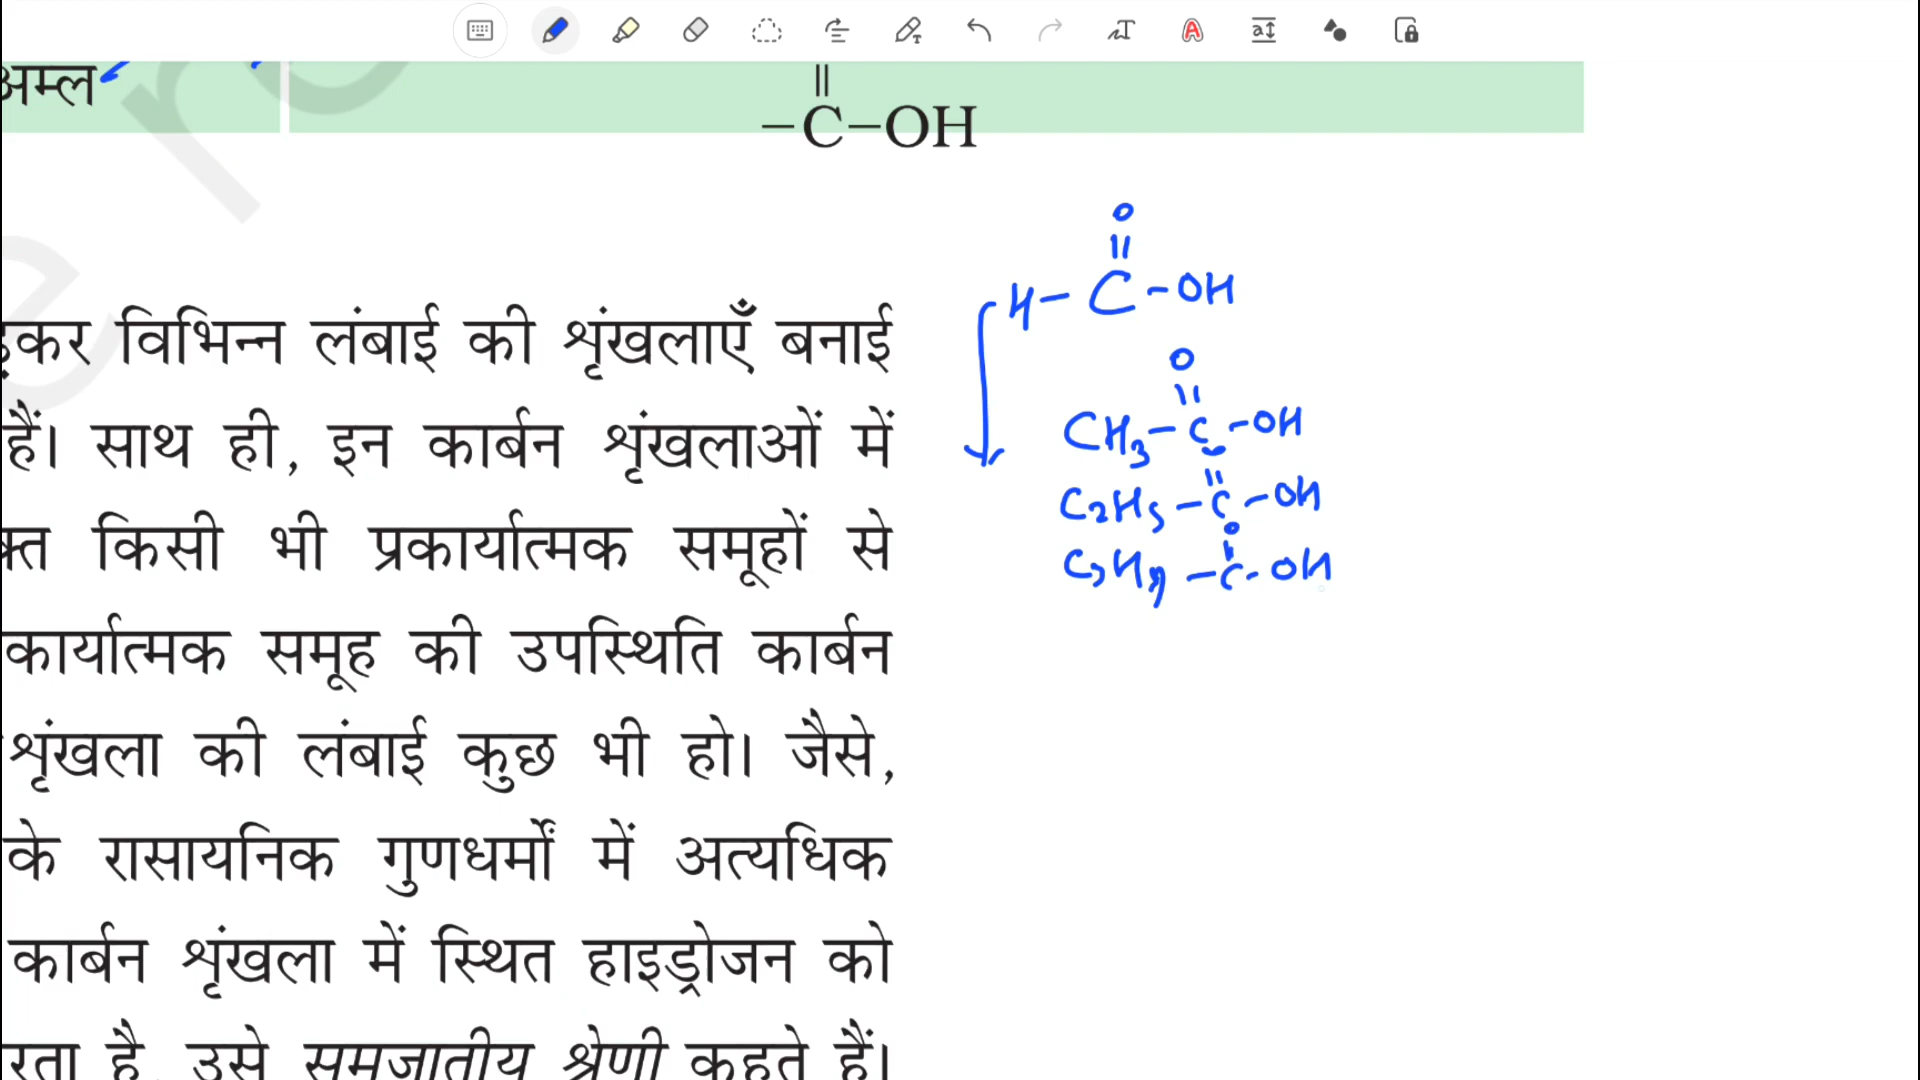 अम्ल
||
–C–OH
O
||
H–C–OH
कर विभिन्न लंबाई की शृंखलाएँ बनाई
O
||
हैं। साथ ही, इन कार्बन शृंखलाओं में
CH3–C–OH
||
C2H5–C–OH
क्त किसी भी प्रकार्यात्मक समूहों से
O
C3H7–C-OH
कार्यात्मक समूह की उपस्थिति कार्बन
शृंखला की लंबाई कुछ भी हो। जैसे,
के रासायनिक गुणधर्मों में अत्यधिक
कार्बन शृंखला में स्थित हाइड्रोजन को
रता है, उसे समजातीय श्रेणी कहते हैं।